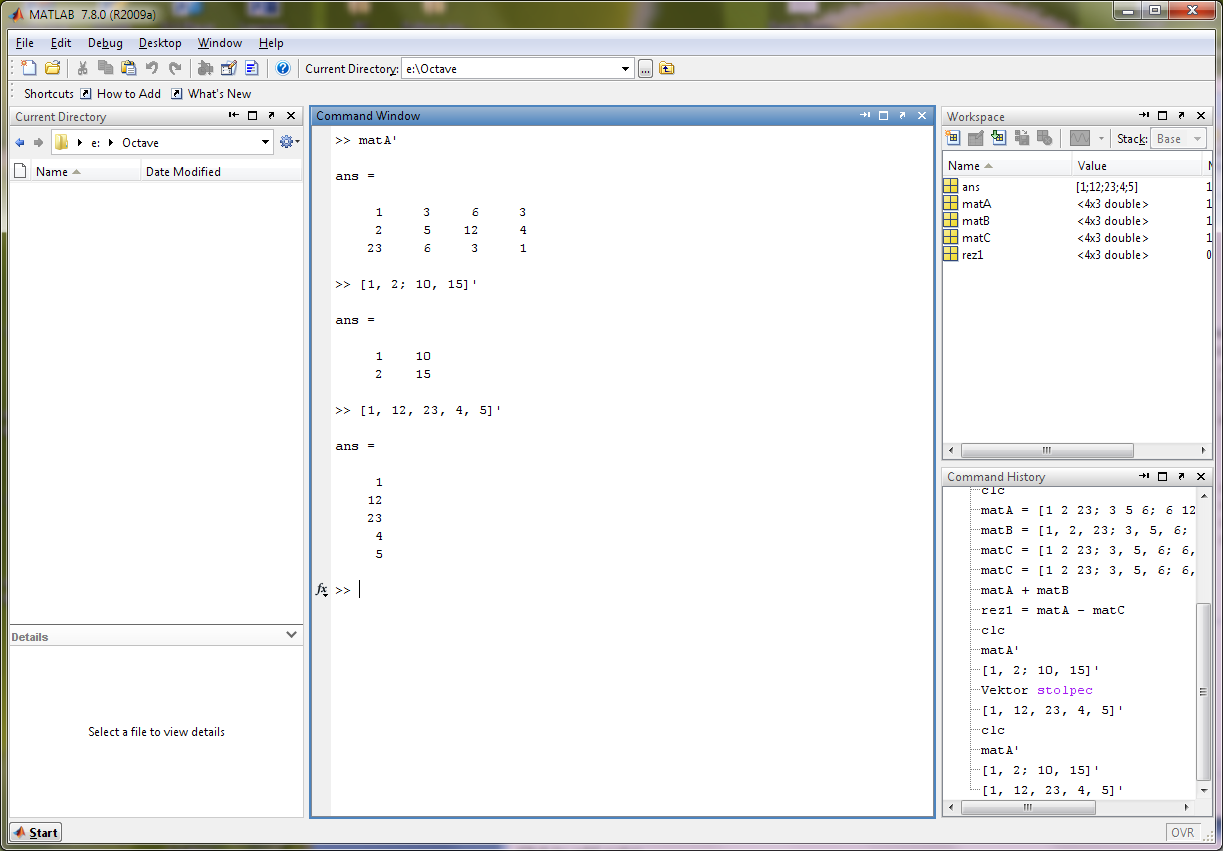 MATLAB 7.8.0 (R2009a)
File Edit Debug Desktop Window Help
Current Directory: e:\Octave ...
Shortcuts How to Add What's New
Current Directory
e: Octave
Name Date Modified
Details
Select a file to view details
Command Window
>> matA'
ans =
1 3 6 3
2 5 12 4
23 6 3 1
>> [1, 2; 10, 15]'
ans =
1 10
2 15
>> [1, 12, 23, 4, 5]'
ans =
1
12
23
4
5
fx >>
Workspace
Stack: Base
Name Value
ans [1;12;23;4;5] 1
matA <4x3 double> 1
matB <4x3 double> 1
matC <4x3 double> 1
rez1 <4x3 double> 0
Command History
clc
matA = [1 2 23; 3 5 6; 6 12
matB = [1, 2, 23; 3, 5, 6;
matC = [1 2 23; 3, 5, 6; 6,
matC = [1 2 23; 3, 5, 6; 6,
matA + matB
rez1 = matA - matC
clc
matA'
[1, 2; 10, 15]'
Vektor stolpec
[1, 12, 23, 4, 5]'
clc
matA'
[1, 2; 10, 15]'
[1, 12, 23, 4, 5]'
Start
OVR